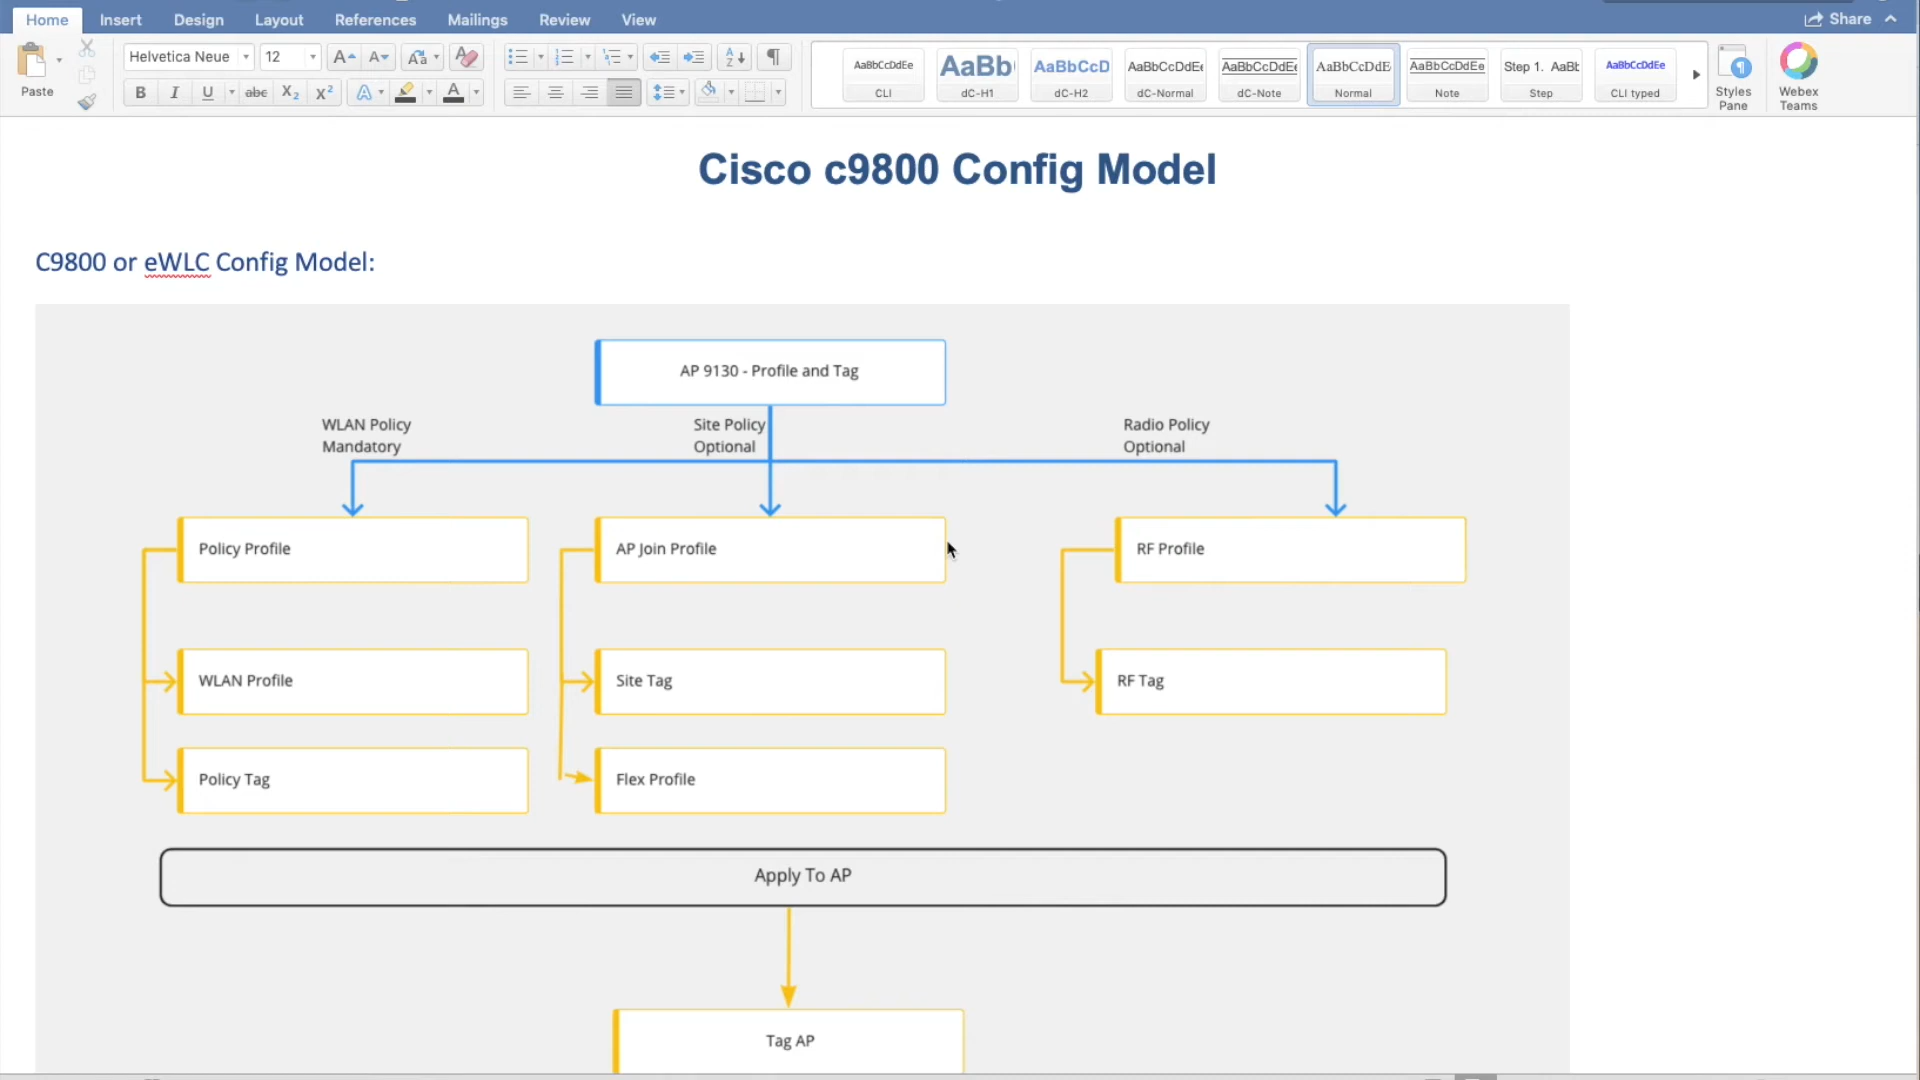 Home Insert Design Layout References Mailings Review View Share
Helvetica Neue 12
Paste
B I U abc X2 X2 A A
AaBbCcDdEe AaBb( AaBbCcD AaBbCcDdEe AaBbCcDdEe AaBbCcDdE AaBbCcDdEe Step 1. AaBb AaBbCcDdEe
CLI dC-H1 dC-H2 dC-Normal dC-Note Normal Note Step CLI typed
Styles Pane
Webex Teams
Cisco c9800 Config Model
C9800 or eWLC Config Model:
AP 9130 - Profile and Tag
WLAN Policy
Mandatory
Site Policy
Optional
Radio Policy
Optional
Policy Profile
AP Join Profile
RF Profile
WLAN Profile
Site Tag
RF Tag
Policy Tag
Flex Profile
Apply To AP
Tag AP